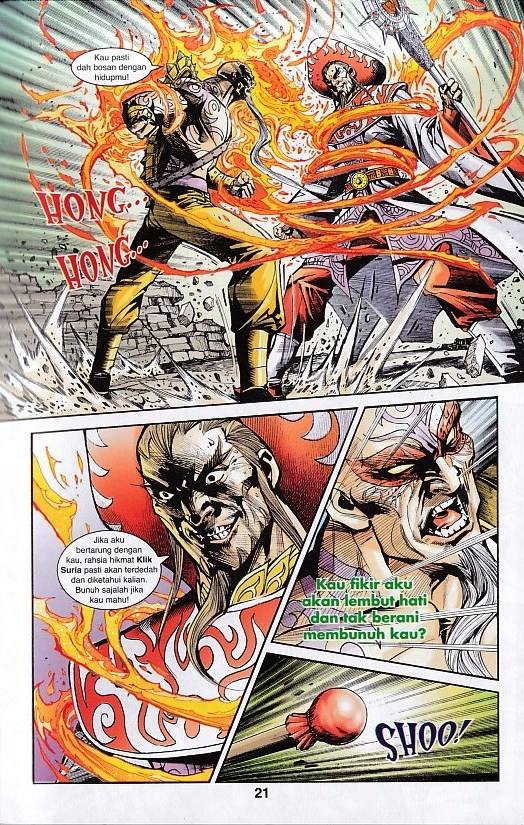 Kau pasti
dah bosan dengan
hidupmu!
HONG...
HONG...
Jika aku
bertarung dengan
kau, rahsia hikmat Klik
Suria pasti akan terdedah
dan diketahui kalian.
Bunuh sajalah jika
kau mahu!
Kau fikir aku
akan lembut hati
dan tak berani
membunuh kau?
SHOO!
21